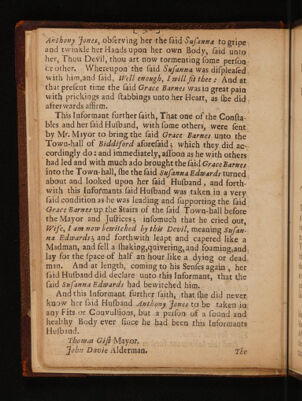 Anthony Jones, observing her the said Susanna to gripe
and twinkle her Hands upon her own Body, said unto
her, Thou Devil, thou art now tormenting some person
or other. Whereupon the said Susanna was displeased
with him, and said, Well enough, I will fit thee: And at
that present time the said Grace Barnes was in great pain
with prickings and stabbings unto her Heart, as she did
afterwards affirm.
This Informant further saith, That one of the Consta-
bles and her said Husband, with some others, were sent
by Mr. Mayor to bring the said Grace Barnes unto the
Town-hall of Biddiford aforesaid; which they did ac-
cordingly do: and immediately, assoon as with others
had led and with much ado brought the said Grace Barnes
into the Town-hall, she the said Susanna Edwards turned
about and looked upon her said Husband, and forth-
with this Informants said Husband was taken in a very
sad condition as he was leading and supporting the said
Grace Barnes up the Stairs of the said Town-hall before
the Mayor and Justices; insomuch that he cried out,
Wife, I am now bewitched by this Devil, meaning Susan-
na Edwards; and forthwith leapt and capered like a
Madman, and fell a shaking, quivering, and foaming, and
lay for the space of half an hour like a dying or dead
man. And at length, coming to his Senses again, her
said Husband did declare unto this Informant, that the
said Susanna Edwards had bewitched him.
And this Informant further saith, that she did never
know her said Husband Anthony Jones to be taken in
any Fits or Convulsions, but a person of a sound and
healthy Body ever since he had been this Informants
Husband.
Thomas Gist Mayor.
John Davie Alderman.
The